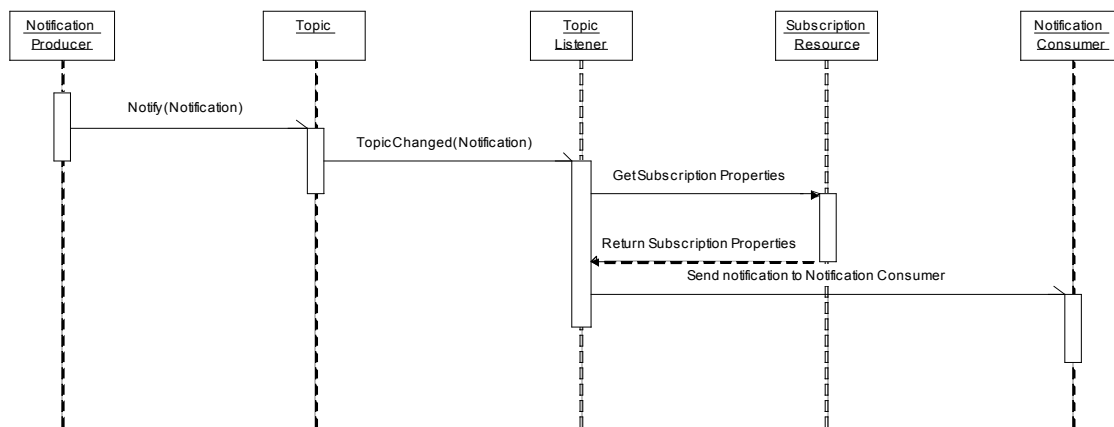 Notification
Producer
Topic
Topic
Listener
Subscription
Resource
Notification
Consumer
Notify(Notification)
TopicChanged(Notification)
GetSubscription Properties
Return Subscription Properties
Send notification to Notification Consumer